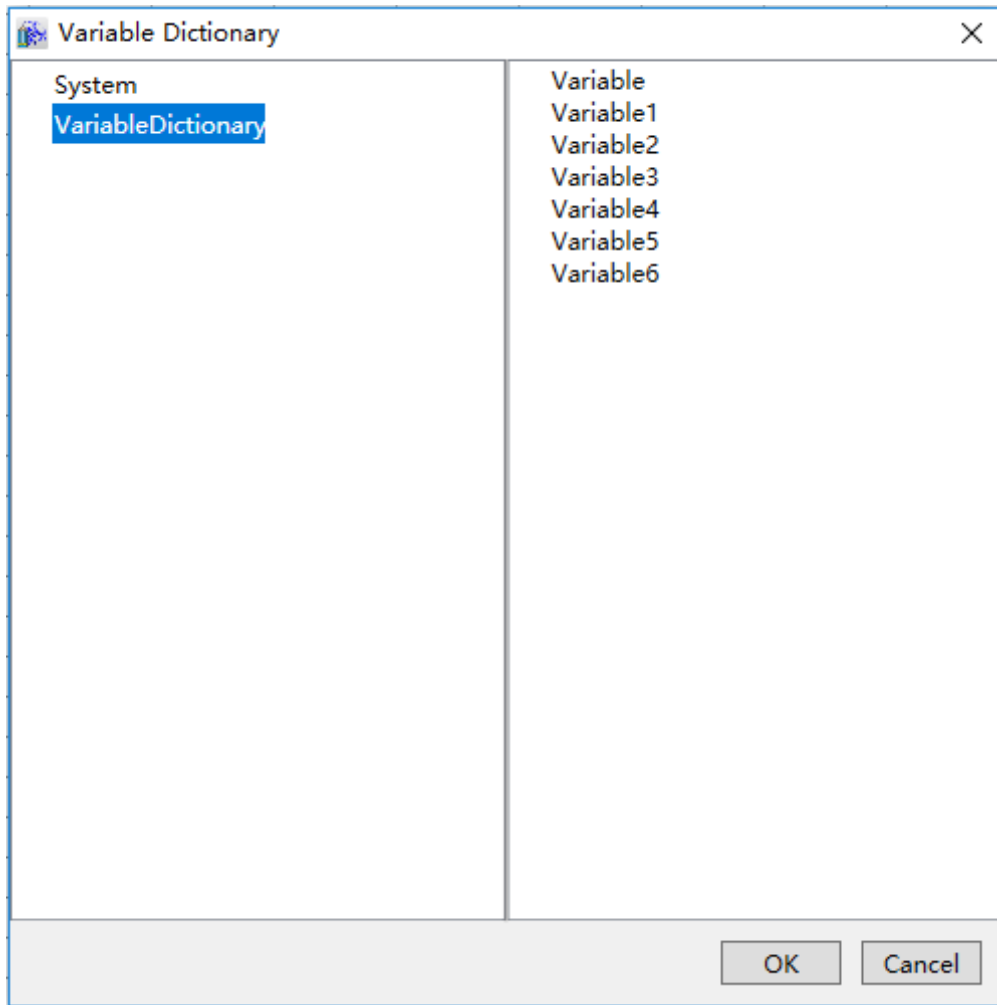 Variable Dictionary
System
VariableDictionary
Variable
Variable1
Variable2
Variable3
Variable4
Variable5
Variable6
OK
Cancel